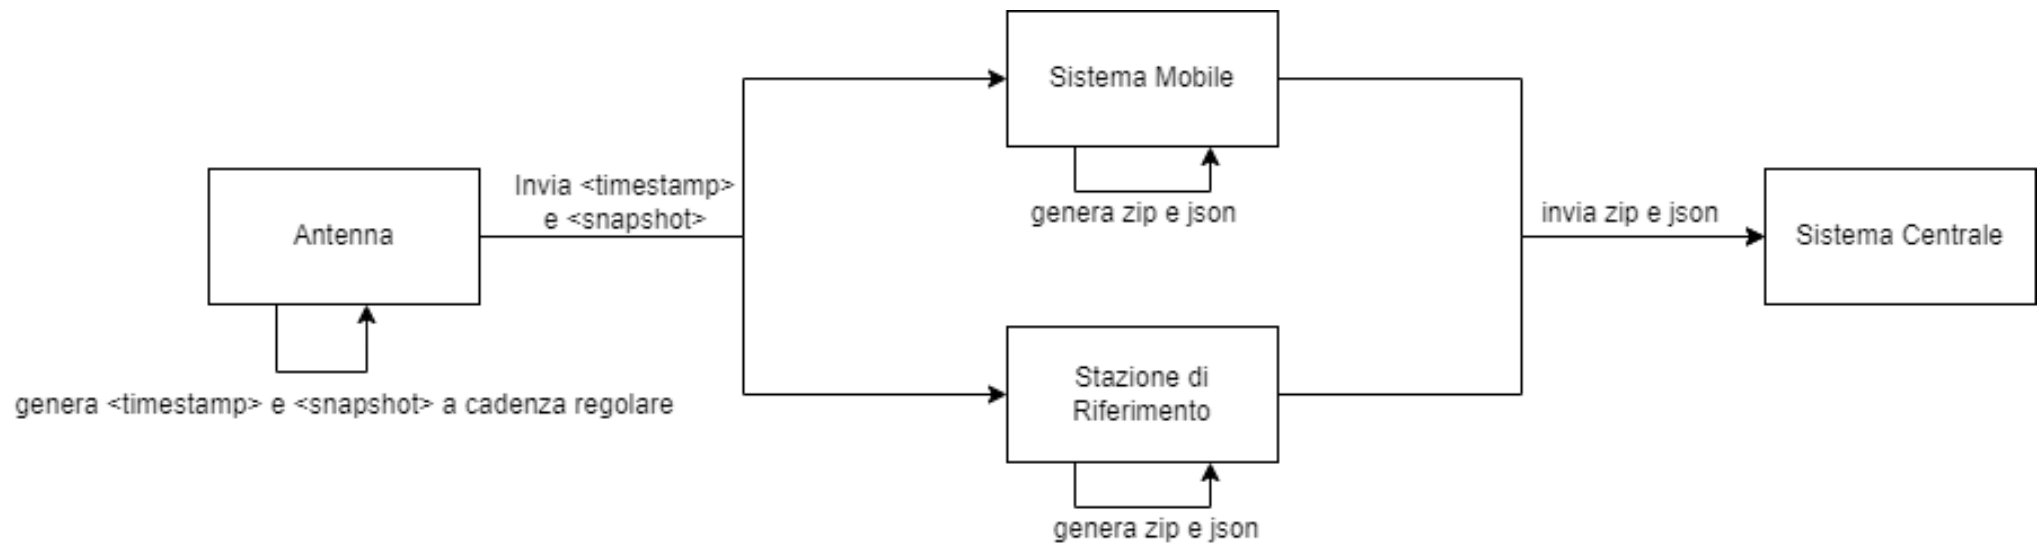 Sistema Mobile
Invia <timestamp>
e <snapshot>
genera zip e json
invia zip e json
Antenna
Sistema Centrale
genera <timestamp> e <snapshot> a cadenza regolare
Stazione di
Riferimento
genera zip e json